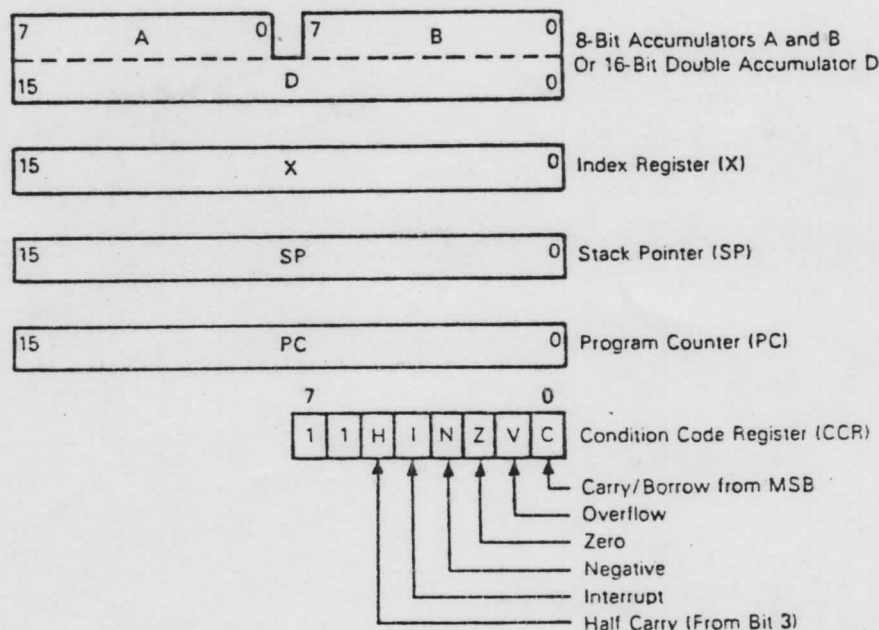 7 A 0 7 B 0
8-Bit Accumulators A and B
15 D 0
Or 16-Bit Double Accumulator D
15 X 0
Index Register (X)
15 SP 0
Stack Pointer (SP)
15 PC 0
Program Counter (PC)
7 0
1 1 H I N Z V C
Condition Code Register (CCR)
Carry/Borrow from MSB
Overflow
Zero
Negative
Interrupt
Half Carry (From Bit 3)